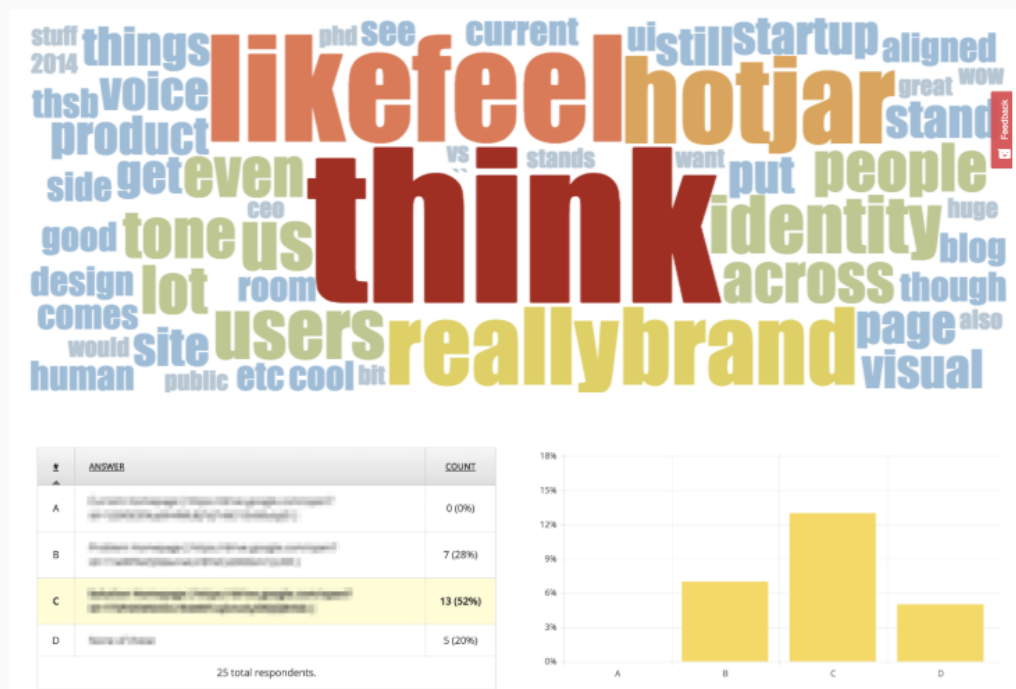 stuff things likefeel phd see current ui still startup aligned
2014 voice hotjar great wow
thsb stand
product vs stands want Feedback
side get even think put people
ceo huge
good tone us identity blog
design lot room across though
comes users reallybrand page also
would site visual
human public etc cool bit
# ANSWER COUNT
A 0 (0%)
B 7 (28%)
C 13 (52%)
D 5 (20%)
25 total respondents.
18%
15%
12%
9%
6%
3%
0%
A B C D